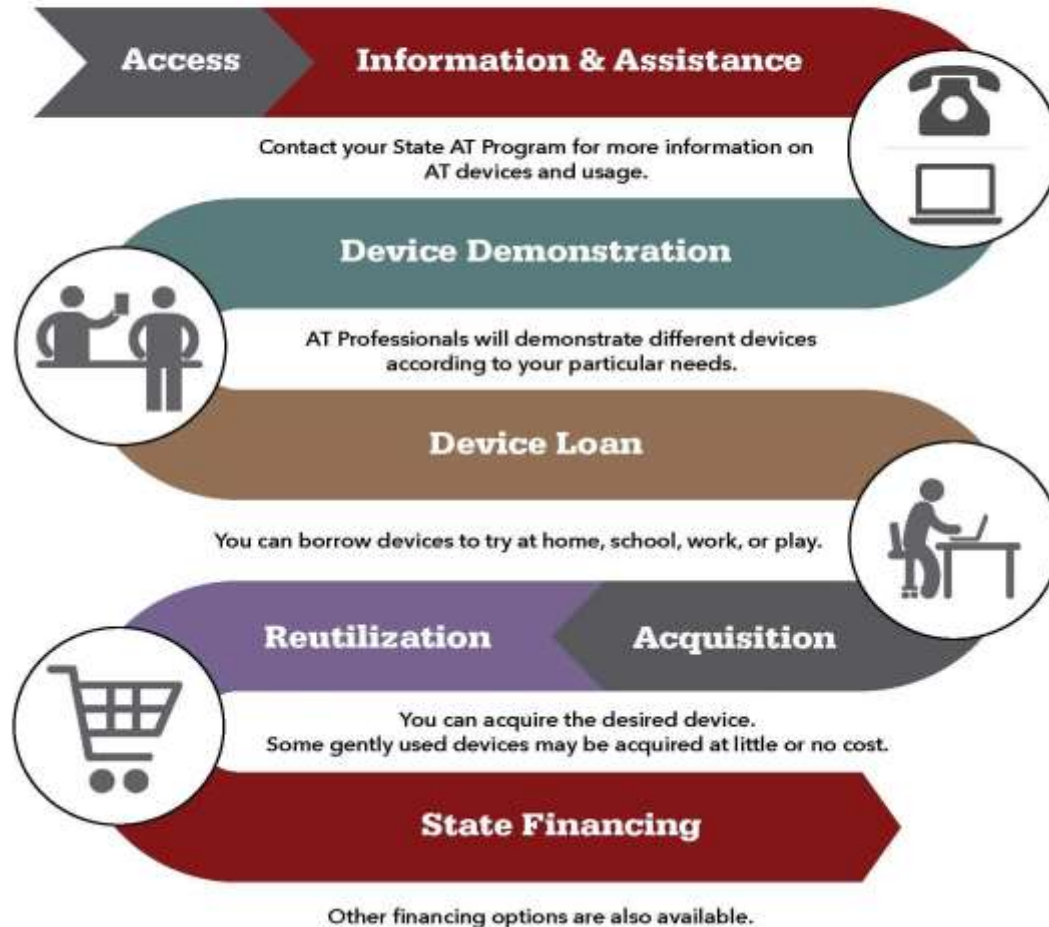 Access
Information & Assistance
Contact your State AT Program for more information on
AT devices and usage.
Device Demonstration
AT Professionals will demonstrate different devices
according to your particular needs.
Device Loan
You can borrow devices to try at home, school, work, or play.
Reutilization
Acquisition
You can acquire the desired device.
Some gently used devices may be acquired at little or no cost.
State Financing
Other financing options are also available.